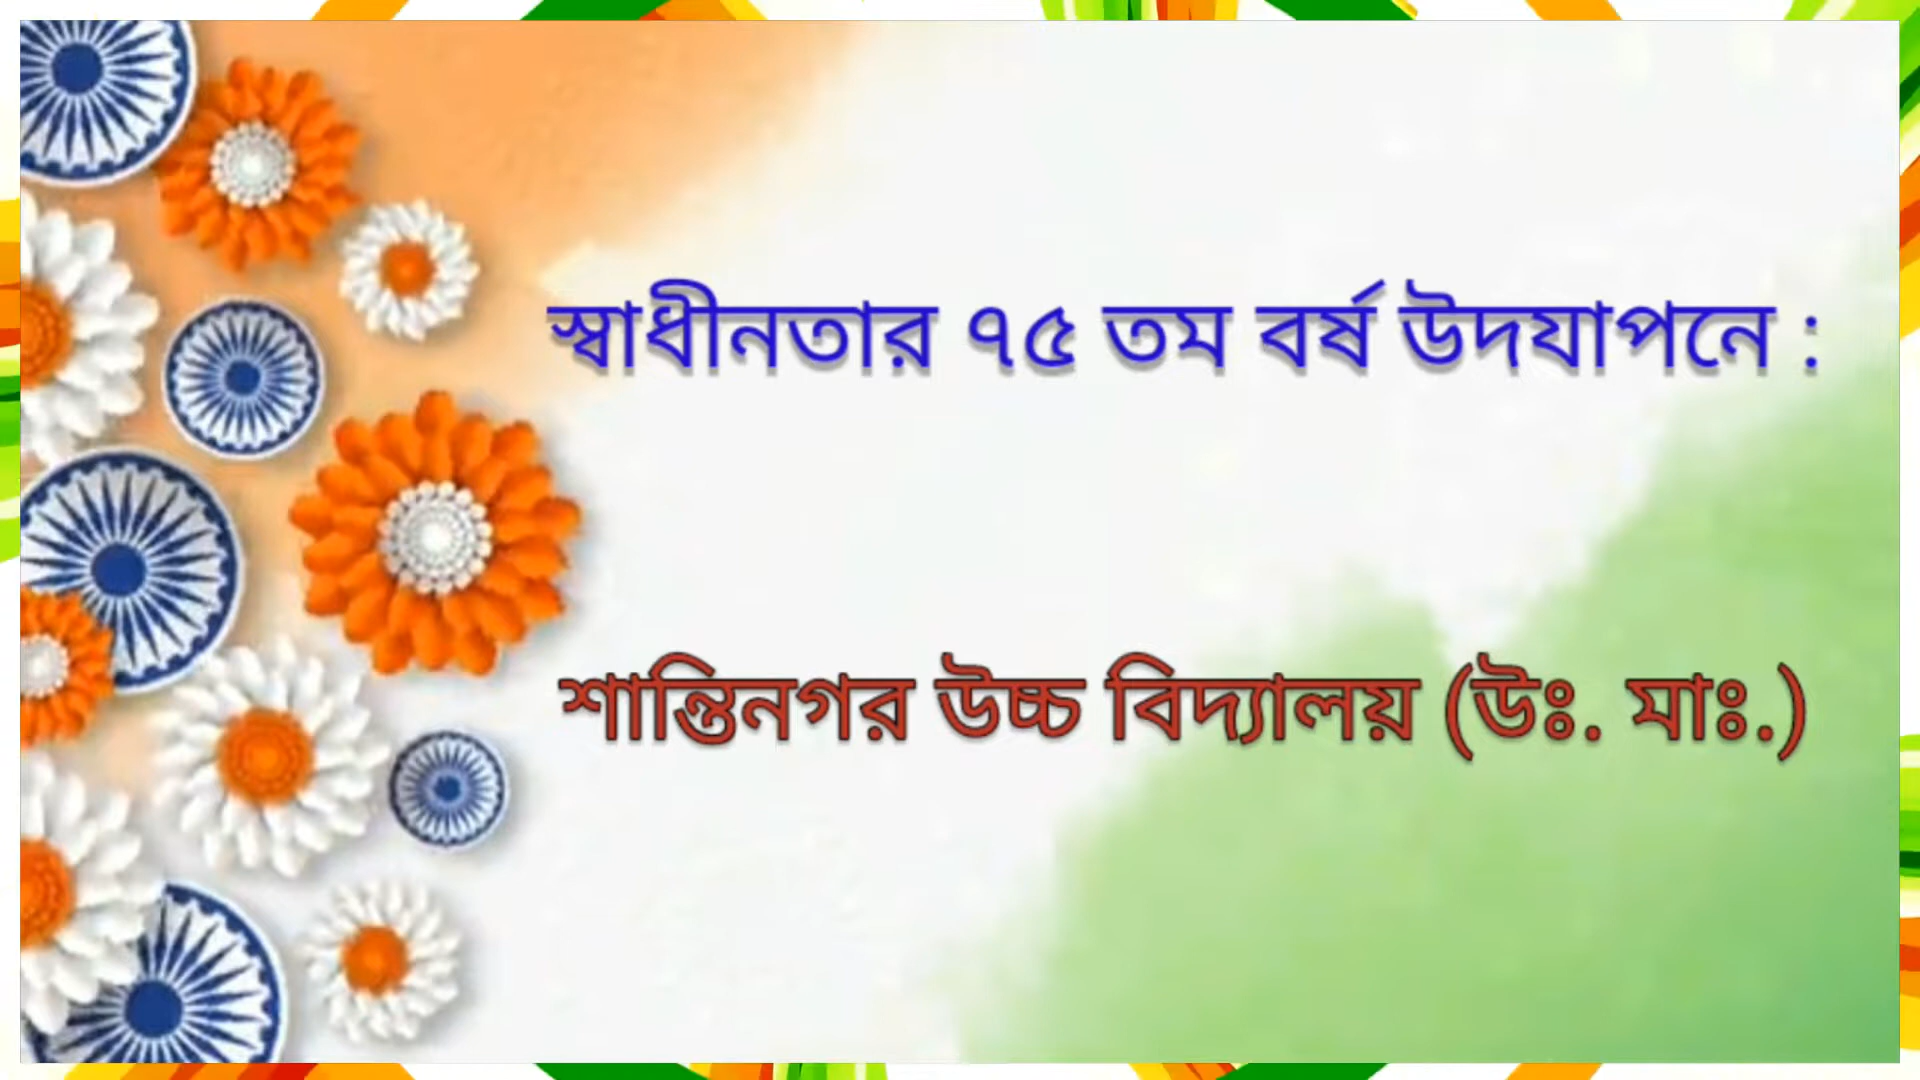 স্বাধীনতার ৭৫ তম বর্ষ উদযাপনে :
শান্তিনগর উচ্চ বিদ্যালয় (উঃ. মাঃ.)